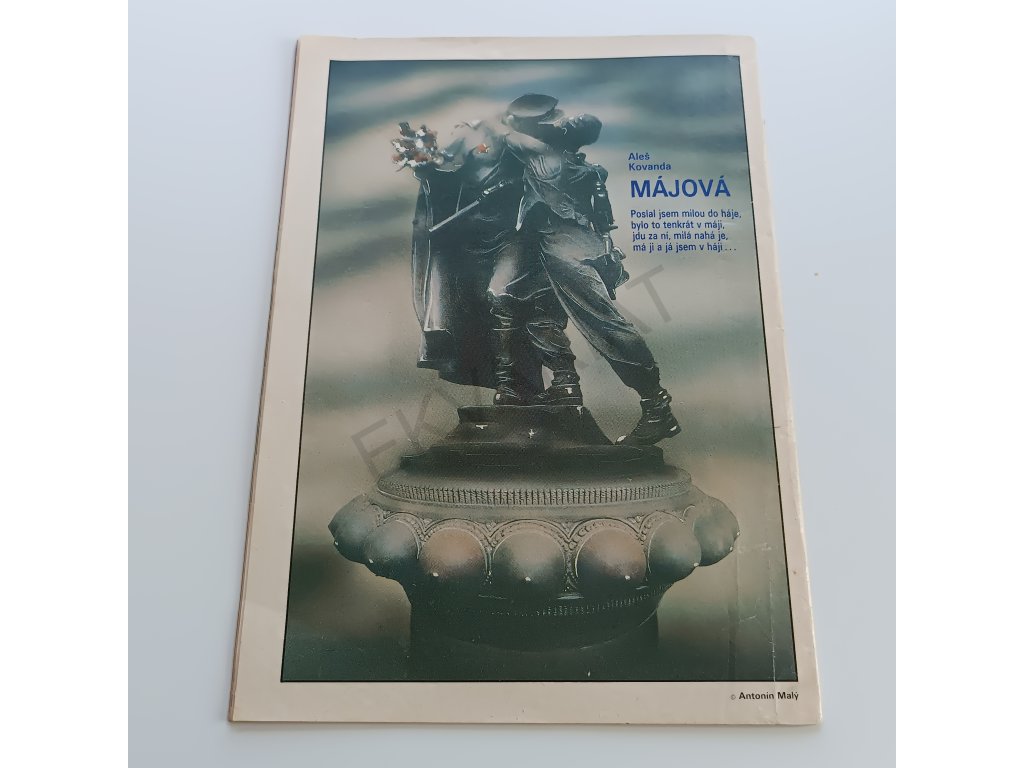 Aleš
Kovanda
MÁJOVÁ
Poslal jsem milou do háje,
bylo to tenkrát v máji,
jdu za ní, milá nahá je,
má ji a já jsem v háji...
© Antonín Malý